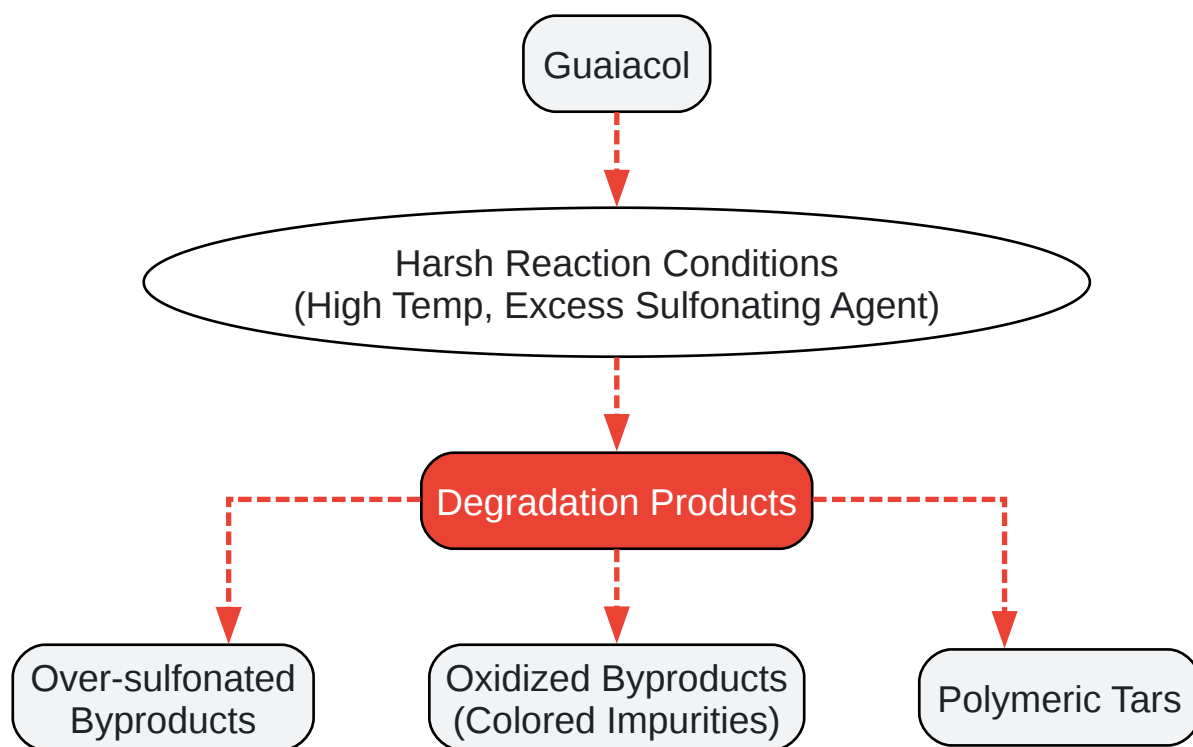 Guaiacol
Harsh Reaction Conditions
(High Temp, Excess Sulfonating Agent)
Degradation Products
Over-sulfonated
Byproducts
Oxidized Byproducts
(Colored Impurities)
Polymeric Tars